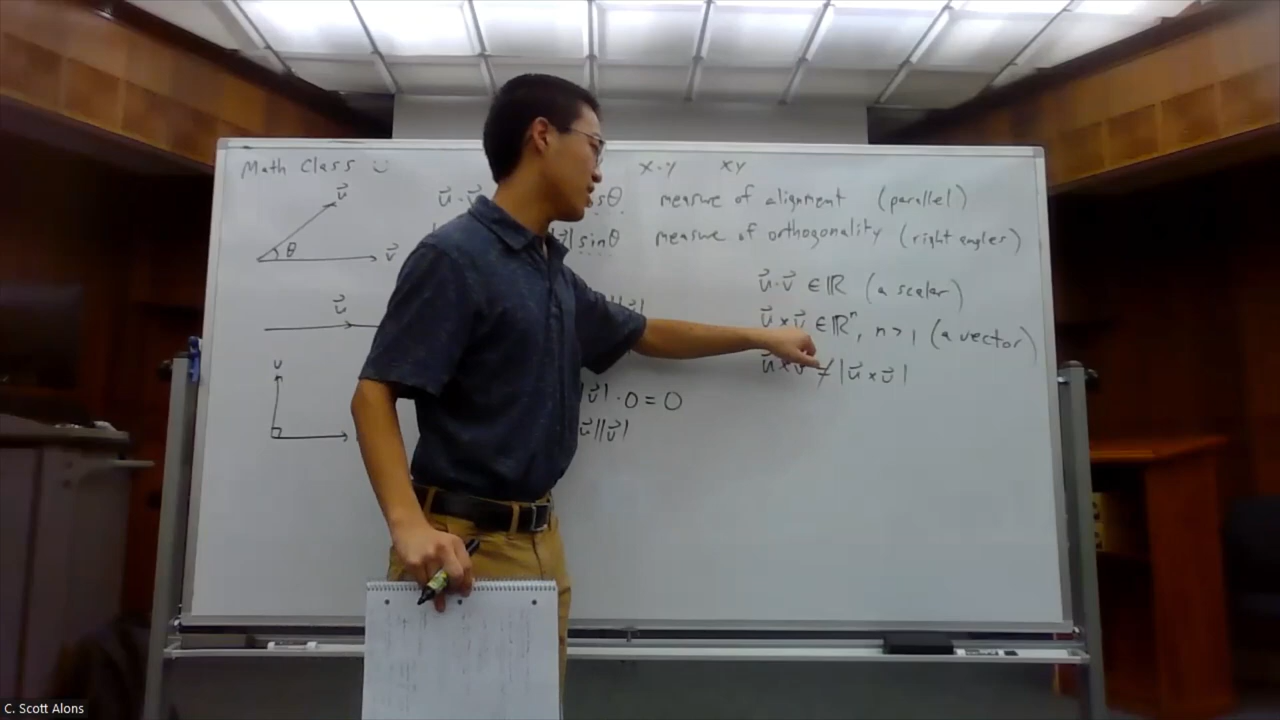 Math Class
x·y xy
u⃗ · v⃗ sθ measure of alignment (parallel)
| sinθ measure of orthogonality (right angles)
θ
u⃗
v⃗
u⃗ · v⃗ ∈ ℝ (a scalar)
u⃗ × v⃗ ∈ ℝⁿ, n > 1 (a vector)
u⃗
u⃗ × v⃗ ≠ |u⃗ × v⃗|
v⃗| · 0 = 0
u⃗||v⃗|
C. Scott Alons